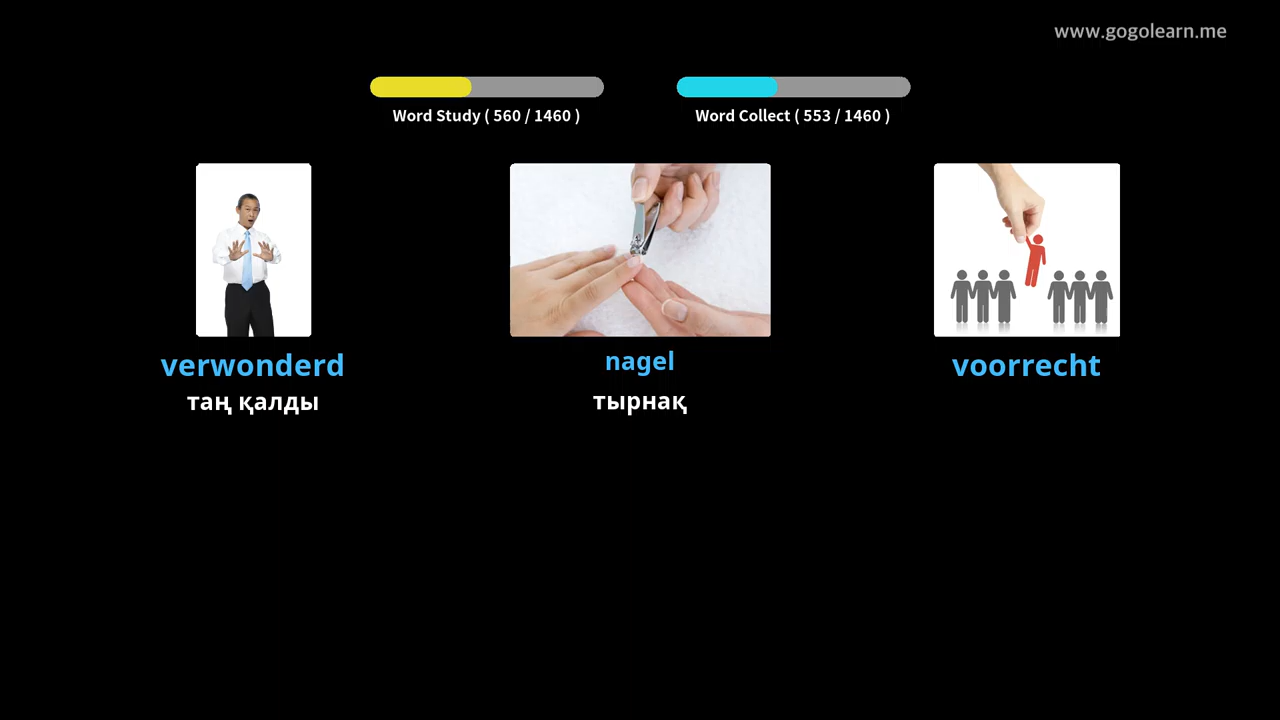 www.gogolearn.me
Word Study ( 560 / 1460 )
Word Collect ( 553 / 1460 )
verwonderd
таң қалды
nagel
тырнақ
voorrecht